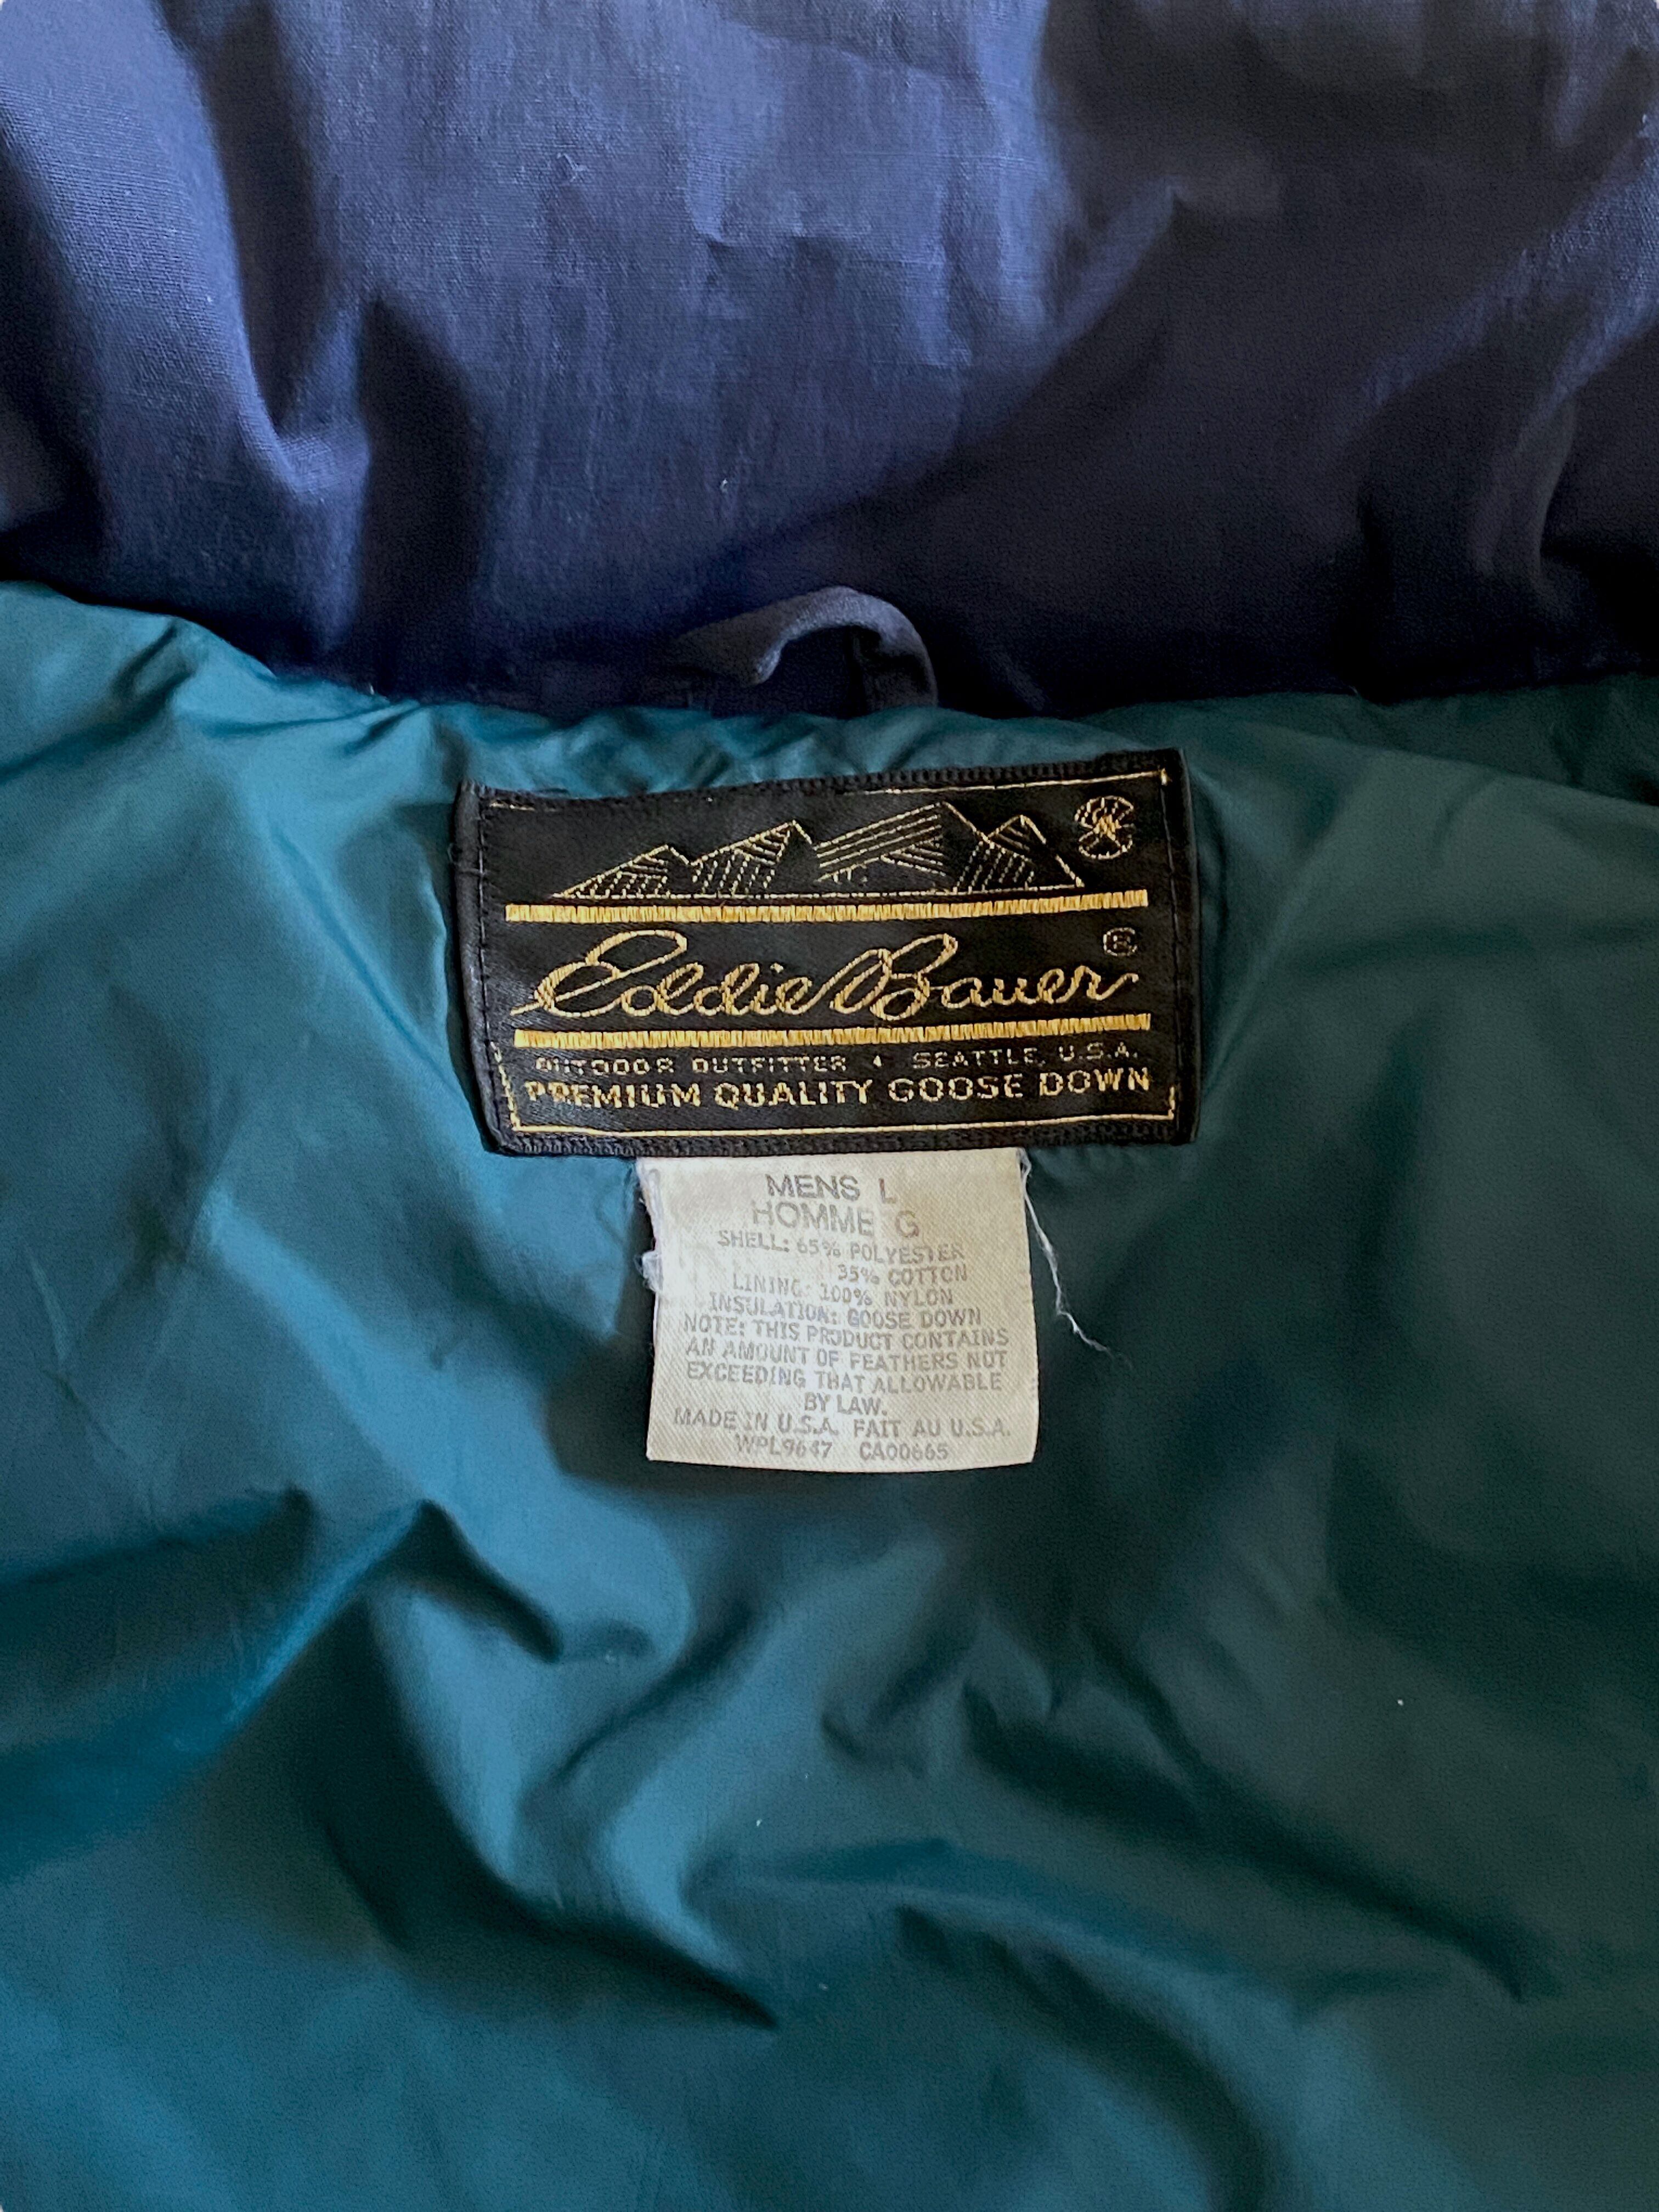 Eddie Bauer ®
OUTDOOR OUTFITTER • SEATTLE, U.S.A.
PREMIUM QUALITY GOOSE DOWN
MENS L
HOMME G
SHELL: 65% POLYESTER
35% COTTON
LINING: 100% NYLON
INSULATION: GOOSE DOWN
NOTE: THIS PRODUCT CONTAINS
AN AMOUNT OF FEATHERS NOT
EXCEEDING THAT ALLOWABLE
BY LAW.
MADE IN U.S.A. FAIT AU U.S.A.
WPL9647 CA00665